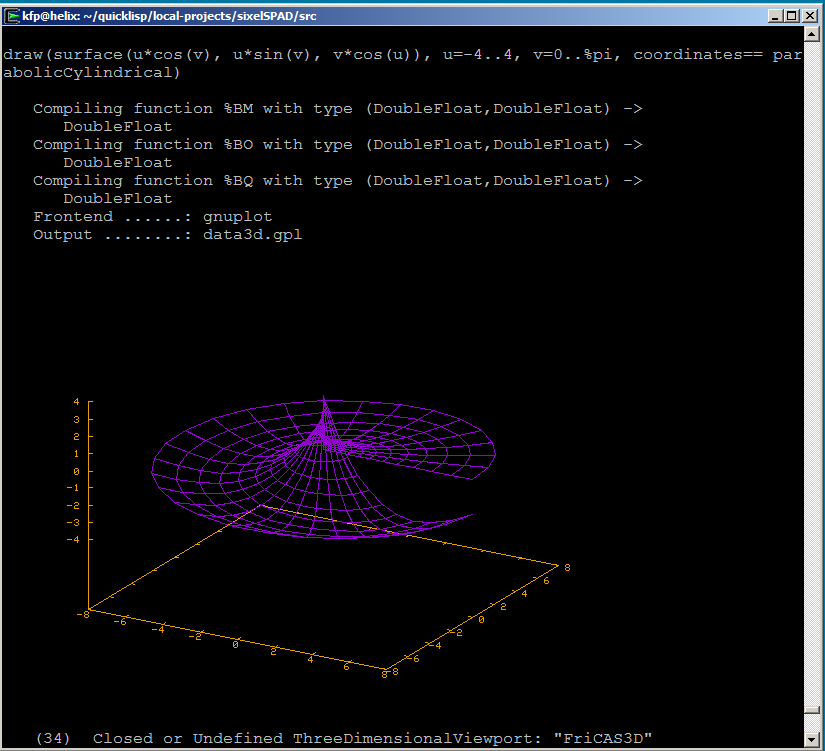 kfp@helix: ~/quicklisp/local-projects/sixelSPAD/src
draw(surface(u*cos(v), u*sin(v), v*cos(u)), u=-4..4, v=0..%pi, coordinates== par
abolicCylindrical)
Compiling function %BM with type (DoubleFloat,DoubleFloat) ->
DoubleFloat
Compiling function %BO with type (DoubleFloat,DoubleFloat) ->
DoubleFloat
Compiling function %BQ with type (DoubleFloat,DoubleFloat) ->
DoubleFloat
Frontend ......: gnuplot
Output ........: data3d.gpl
4
3
2
1
0
-1
-2
-3
-4
-8
-6
-4
-2
0
2
4
6
8
-8
-6
-4
-2
0
2
4
6
8
(34) Closed or Undefined ThreeDimensionalViewport: "FriCAS3D"